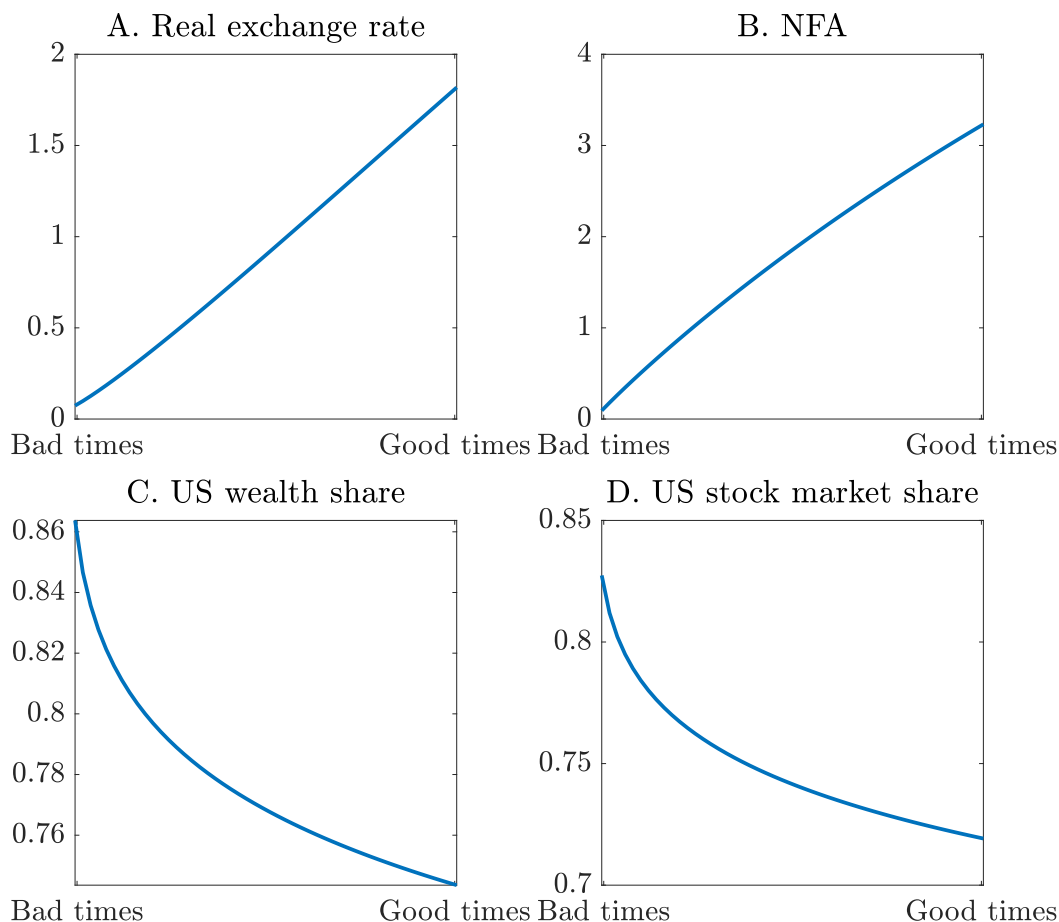 A. Real exchange rate
2
1.5
1
0.5
0
Bad times Good times
B. NFA
4
3
2
1
0
Bad times Good times
C. US wealth share
0.86
0.84
0.82
0.8
0.78
0.76
Bad times Good times
D. US stock market share
0.85
0.8
0.75
0.7
Bad times Good times